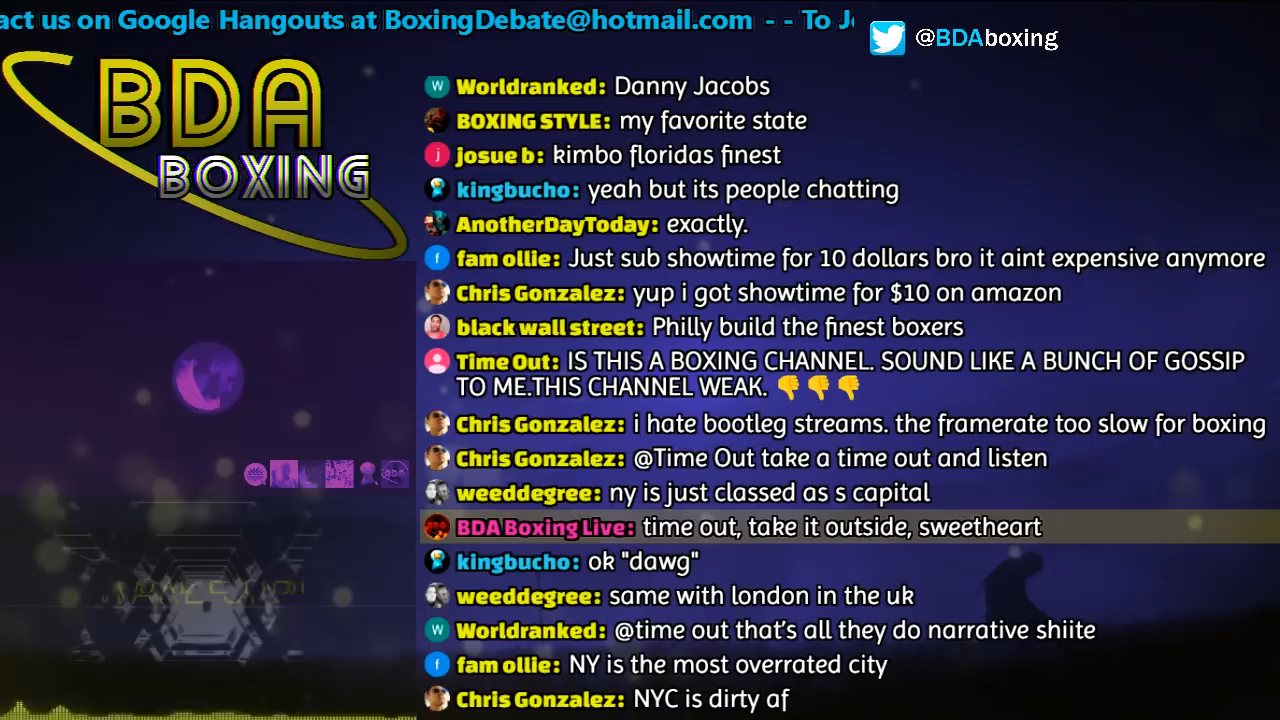 act us on Google Hangouts at BoxingDebate@hotmail.com - - To J
@BDAboxing
BDA
BOXING
W Worldranked: Danny Jacobs
BOXING STYLE: my favorite state
j josue b: kimbo floridas finest
kingbucho: yeah but its people chatting
AnotherDayToday: exactly.
f fam ollie: Just sub showtime for 10 dollars bro it aint expensive anymore
Chris Gonzalez: yup i got showtime for $10 on amazon
black wall street: Philly build the finest boxers
Time Out: IS THIS A BOXING CHANNEL. SOUND LIKE A BUNCH OF GOSSIP
TO ME.THIS CHANNEL WEAK. 👎👎👎
Chris Gonzalez: i hate bootleg streams. the framerate too slow for boxing
Chris Gonzalez: @Time Out take a time out and listen
weeddegree: ny is just classed as s capital
BDA Boxing Live: time out, take it outside, sweetheart
kingbucho: ok "dawg"
weeddegree: same with london in the uk
W Worldranked: @time out that's all they do narrative shiite
f fam ollie: NY is the most overrated city
Chris Gonzalez: NYC is dirty af